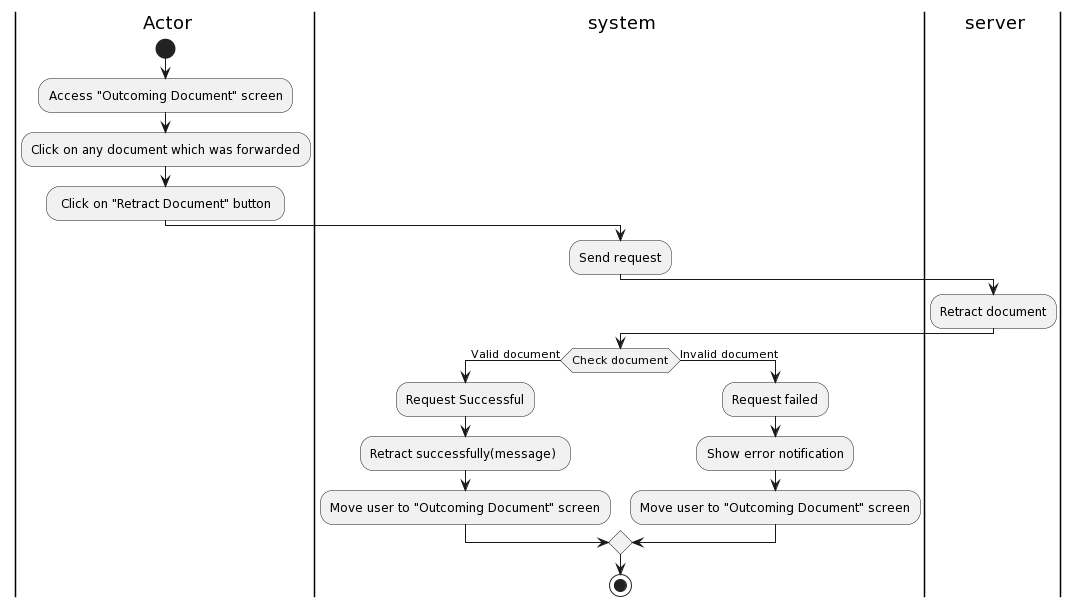 Actor
system
server
Access "Outcoming Document" screen
Click on any document which was forwarded
Click on "Retract Document" button
Send request
Retract document
Valid document
Check document
Invalid document
Request Successful
Request failed
Retract successfully(message)
Show error notification
Move user to "Outcoming Document" screen
Move user to "Outcoming Document" screen